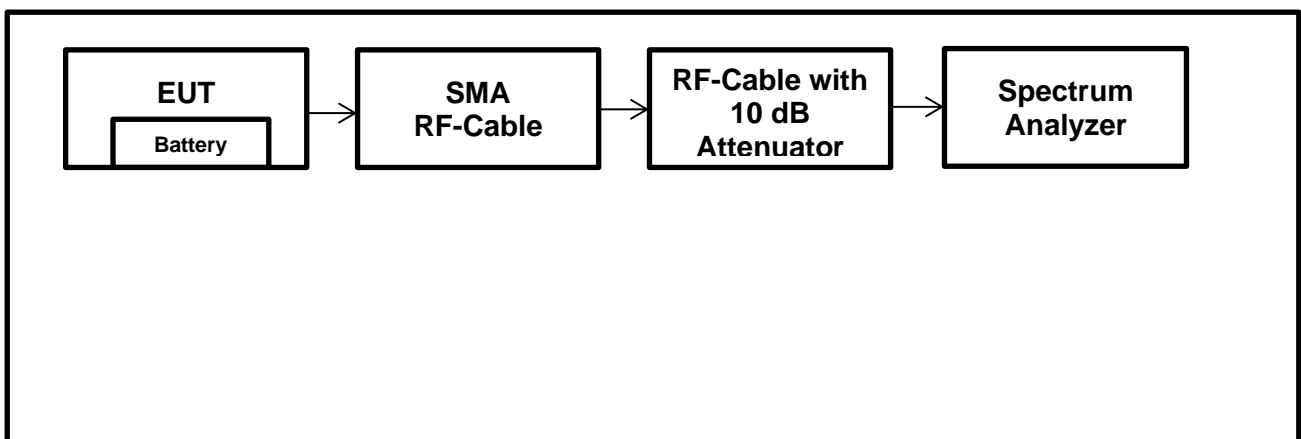 EUT
Battery
SMA
RF-Cable
RF-Cable with
10 dB
Attenuator
Spectrum
Analyzer